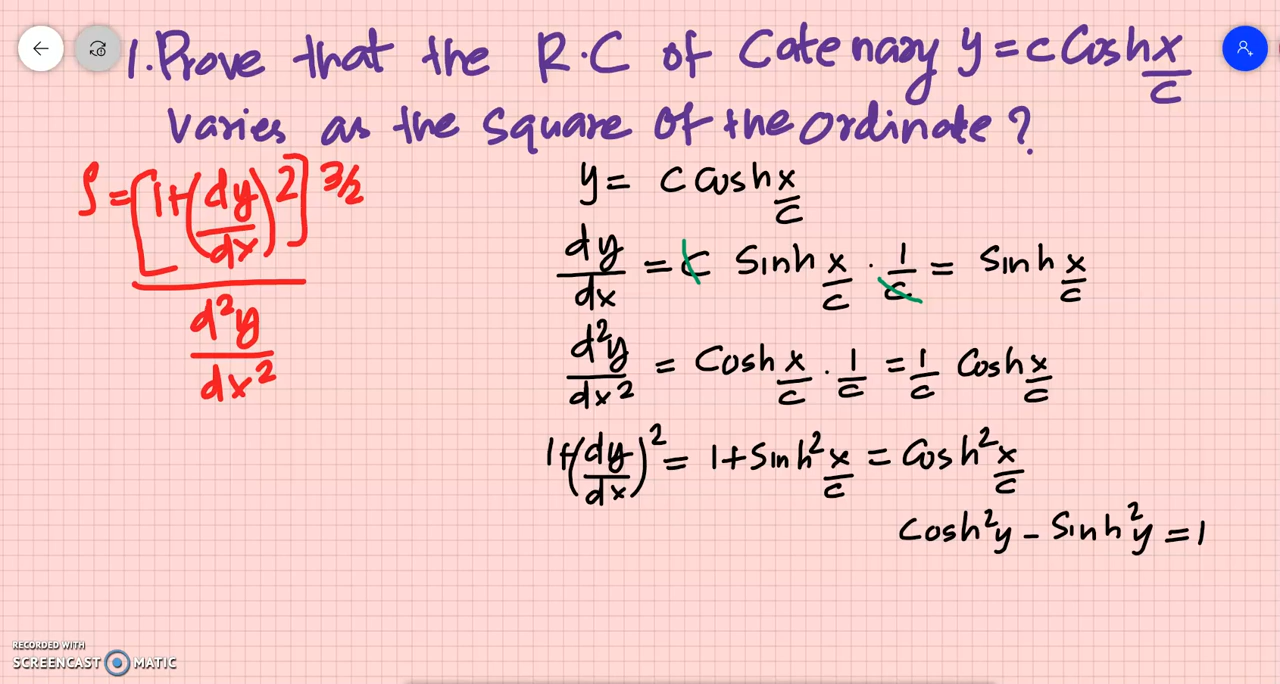 1. Prove that the R.C of Catenary y = c Cosh x/c
Varies as the square of the ordinate?
ρ = [1+(dy/dx)2]3/2 / d²y/dx²
y = c cosh x/c
dy/dx = c Sinh x/c · 1/c = Sinh x/c
d²y/dx² = Cosh x/c · 1/c = 1/c Cosh x/c
1+(dy/dx)² = 1+Sinh² x/c = Cosh² x/c
Cosh²y - Sinh²y = 1
RECORDED WITH
SCREENCAST MATIC